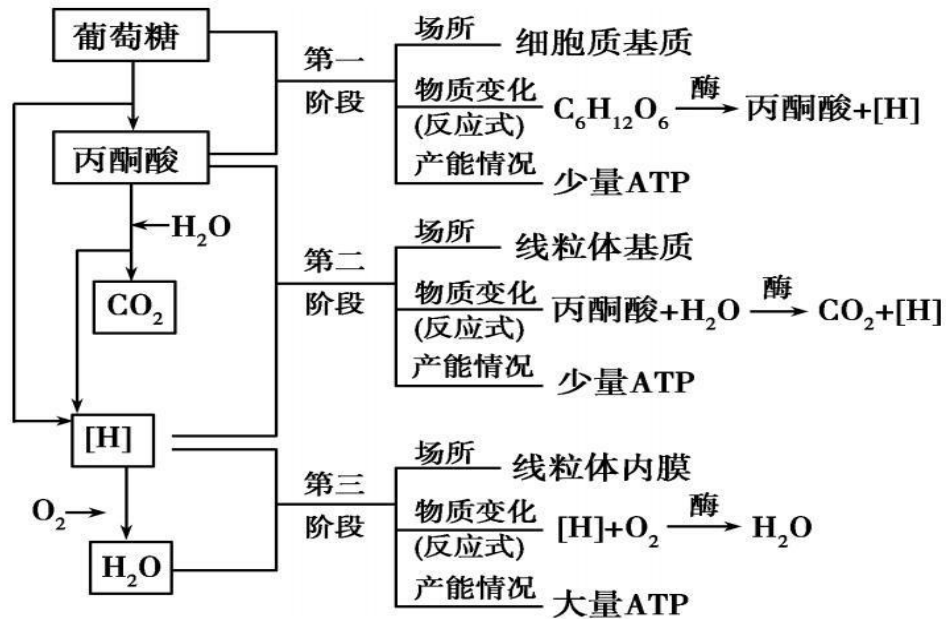 葡萄糖
丙酮酸
H₂O
CO₂
[H]
O₂
H₂O
第一
阶段
场所
细胞质基质
物质变化
(反应式)
C₆H₁₂O₆ 酶→ 丙酮酸+[H]
产能情况
少量ATP
第二
阶段
场所
线粒体基质
物质变化
(反应式)
丙酮酸+H₂O 酶→ CO₂+[H]
产能情况
少量ATP
第三
阶段
场所
线粒体内膜
物质变化
(反应式)
[H]+O₂ 酶→ H₂O
产能情况
大量ATP